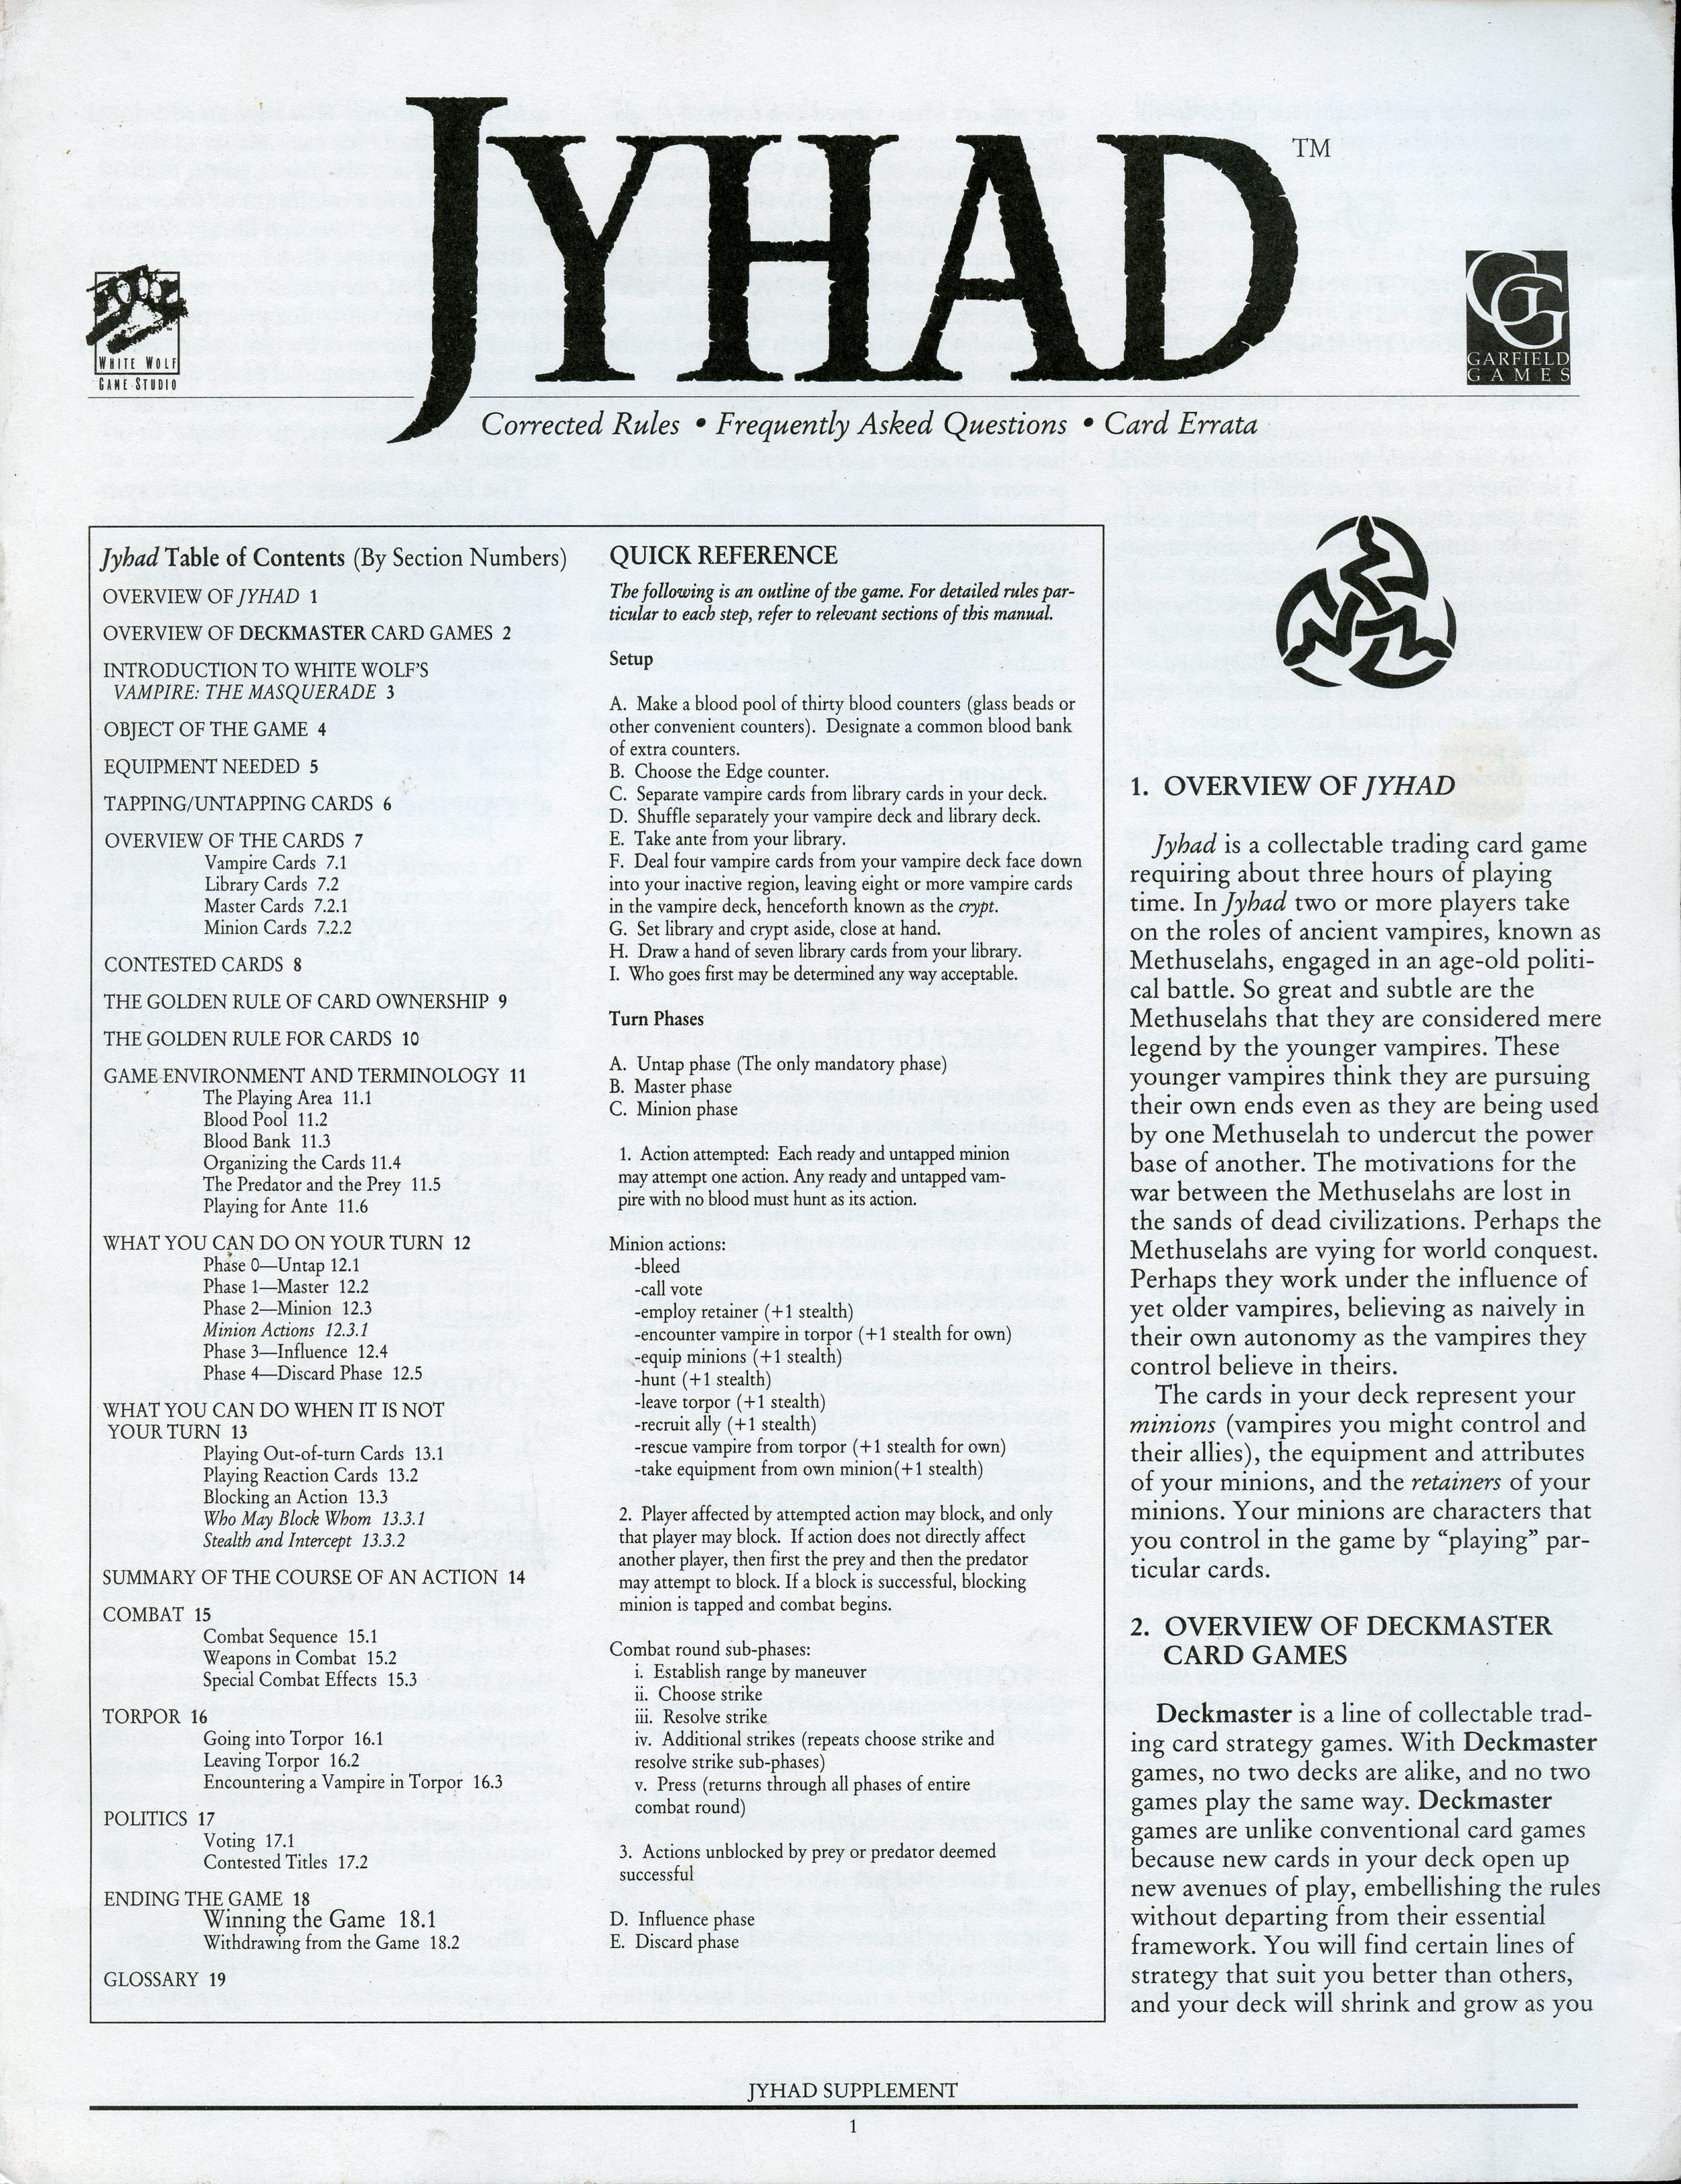 JYHAD™
WHITE WOLF
GAME STUDIO
GG
GARFIELD
GAMES
Corrected Rules • Frequently Asked Questions • Card Errata
Jyhad Table of Contents (By Section Numbers)
OVERVIEW OF JYHAD 1
OVERVIEW OF DECKMASTER CARD GAMES 2
INTRODUCTION TO WHITE WOLF'S
VAMPIRE: THE MASQUERADE 3
OBJECT OF THE GAME 4
EQUIPMENT NEEDED 5
TAPPING/UNTAPPING CARDS 6
OVERVIEW OF THE CARDS 7
Vampire Cards 7.1
Library Cards 7.2
Master Cards 7.2.1
Minion Cards 7.2.2
CONTESTED CARDS 8
THE GOLDEN RULE OF CARD OWNERSHIP 9
THE GOLDEN RULE FOR CARDS 10
GAME ENVIRONMENT AND TERMINOLOGY 11
The Playing Area 11.1
Blood Pool 11.2
Blood Bank 11.3
Organizing the Cards 11.4
The Predator and the Prey 11.5
Playing for Ante 11.6
WHAT YOU CAN DO ON YOUR TURN 12
Phase 0—Untap 12.1
Phase 1—Master 12.2
Phase 2—Minion 12.3
Minion Actions 12.3.1
Phase 3—Influence 12.4
Phase 4—Discard Phase 12.5
WHAT YOU CAN DO WHEN IT IS NOT
YOUR TURN 13
Playing Out-of-turn Cards 13.1
Playing Reaction Cards 13.2
Blocking an Action 13.3
Who May Block Whom 13.3.1
Stealth and Intercept 13.3.2
SUMMARY OF THE COURSE OF AN ACTION 14
COMBAT 15
Combat Sequence 15.1
Weapons in Combat 15.2
Special Combat Effects 15.3
TORPOR 16
Going into Torpor 16.1
Leaving Torpor 16.2
Encountering a Vampire in Torpor 16.3
POLITICS 17
Voting 17.1
Contested Titles 17.2
ENDING THE GAME 18
Winning the Game 18.1
Withdrawing from the Game 18.2
GLOSSARY 19
QUICK REFERENCE
The following is an outline of the game. For detailed rules par-
ticular to each step, refer to relevant sections of this manual.
Setup
A. Make a blood pool of thirty blood counters (glass beads or
other convenient counters). Designate a common blood bank
of extra counters.
B. Choose the Edge counter.
C. Separate vampire cards from library cards in your deck.
D. Shuffle separately your vampire deck and library deck.
E. Take ante from your library.
F. Deal four vampire cards from your vampire deck face down
into your inactive region, leaving eight or more vampire cards
in the vampire deck, henceforth known as the crypt.
G. Set library and crypt aside, close at hand.
H. Draw a hand of seven library cards from your library.
I. Who goes first may be determined any way acceptable.
Turn Phases
A. Untap phase (The only mandatory phase)
B. Master phase
C. Minion phase
1. Action attempted: Each ready and untapped minion
may attempt one action. Any ready and untapped vam-
pire with no blood must hunt as its action.
Minion actions:
-bleed
-call vote
-employ retainer (+1 stealth)
-encounter vampire in torpor (+1 stealth for own)
-equip minions (+1 stealth)
-hunt (+1 stealth)
-leave torpor (+1 stealth)
-recruit ally (+1 stealth)
-rescue vampire from torpor (+1 stealth for own)
-take equipment from own minion(+1 stealth)
2. Player affected by attempted action may block, and only
that player may block. If action does not directly affect
another player, then first the prey and then the predator
may attempt to block. If a block is successful, blocking
minion is tapped and combat begins.
Combat round sub-phases:
i. Establish range by maneuver
ii. Choose strike
iii. Resolve strike
iv. Additional strikes (repeats choose strike and
resolve strike sub-phases)
v. Press (returns through all phases of entire
combat round)
3. Actions unblocked by prey or predator deemed
successful
D. Influence phase
E. Discard phase
1. OVERVIEW OF JYHAD
Jyhad is a collectable trading card game
requiring about three hours of playing
time. In Jyhad two or more players take
on the roles of ancient vampires, known as
Methuselahs, engaged in an age-old politi-
cal battle. So great and subtle are the
Methuselahs that they are considered mere
legend by the younger vampires. These
younger vampires think they are pursuing
their own ends even as they are being used
by one Methuselah to undercut the power
base of another. The motivations for the
war between the Methuselahs are lost in
the sands of dead civilizations. Perhaps the
Methuselahs are vying for world conquest.
Perhaps they work under the influence of
yet older vampires, believing as naively in
their own autonomy as the vampires they
control believe in theirs.
The cards in your deck represent your
minions (vampires you might control and
their allies), the equipment and attributes
of your minions, and the retainers of your
minions. Your minions are characters that
you control in the game by “playing” par-
ticular cards.
2. OVERVIEW OF DECKMASTER
CARD GAMES
Deckmaster is a line of collectable trad-
ing card strategy games. With Deckmaster
games, no two decks are alike, and no two
games play the same way. Deckmaster
games are unlike conventional card games
because new cards in your deck open up
new avenues of play, embellishing the rules
without departing from their essential
framework. You will find certain lines of
strategy that suit you better than others,
and your deck will shrink and grow as you
JYHAD SUPPLEMENT
1